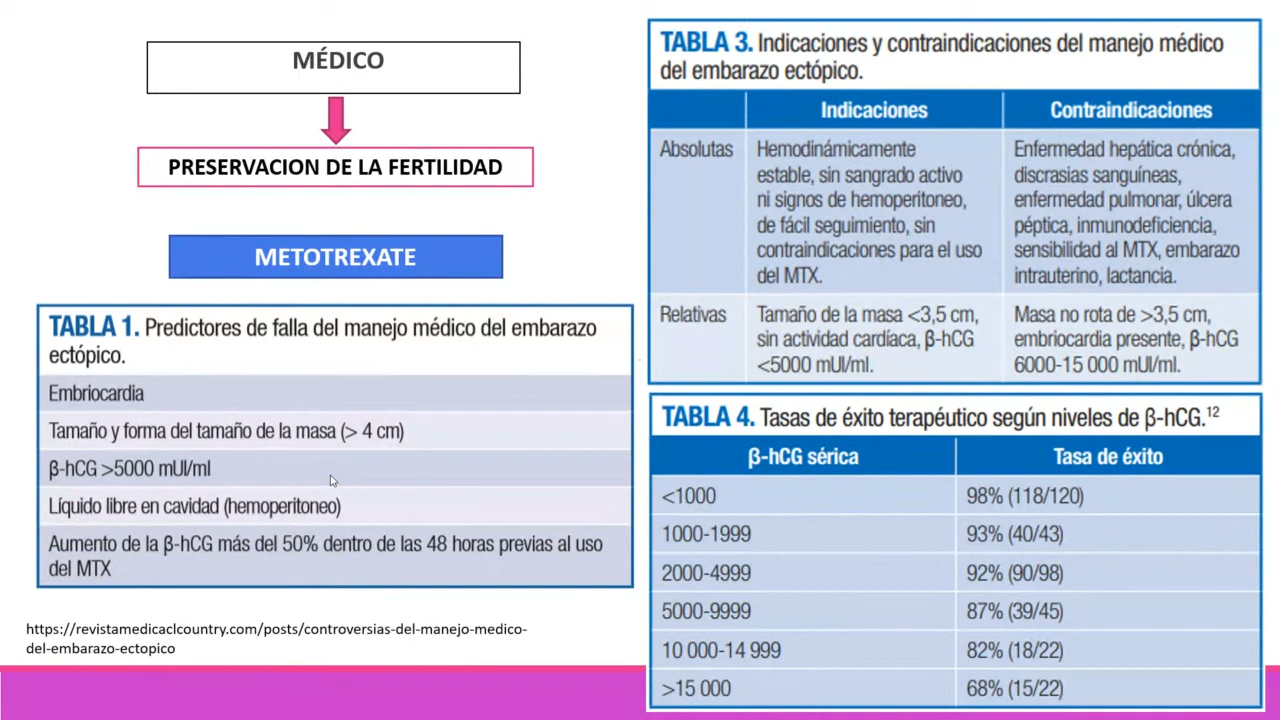 MÉDICO
PRESERVACION DE LA FERTILIDAD
METOTREXATE
TABLA 1. Predictores de falla del manejo médico del embarazo
ectópico.
Embriocardia
Tamaño y forma del tamaño de la masa (> 4 cm)
β-hCG >5000 mUI/ml
Líquido libre en cavidad (hemoperitoneo)
Aumento de la β-hCG más del 50% dentro de las 48 horas previas al uso
del MTX
https://revistamedicaclcountry.com/posts/controversias-del-manejo-medico-
del-embarazo-ectopico
TABLA 3. Indicaciones y contraindicaciones del manejo médico
del embarazo ectópico.
Indicaciones Contraindicaciones
Absolutas Hemodinámicamente Enfermedad hepática crónica,
estable, sin sangrado activo discrasias sanguíneas,
ni signos de hemoperitoneo, enfermedad pulmonar, úlcera
de fácil seguimiento, sin péptica, inmunodeficiencia,
contraindicaciones para el uso sensibilidad al MTX, embarazo
del MTX. intrauterino, lactancia.
Relativas Tamaño de la masa <3,5 cm, Masa no rota de >3,5 cm,
sin actividad cardíaca, β-hCG embriocardia presente, β-hCG
<5000 mUI/ml. 6000-15 000 mUI/ml.
TABLA 4. Tasas de éxito terapéutico según niveles de β-hCG.12
β-hCG sérica Tasa de éxito
<1000 98% (118/120)
1000-1999 93% (40/43)
2000-4999 92% (90/98)
5000-9999 87% (39/45)
10 000-14 999 82% (18/22)
>15 000 68% (15/22)